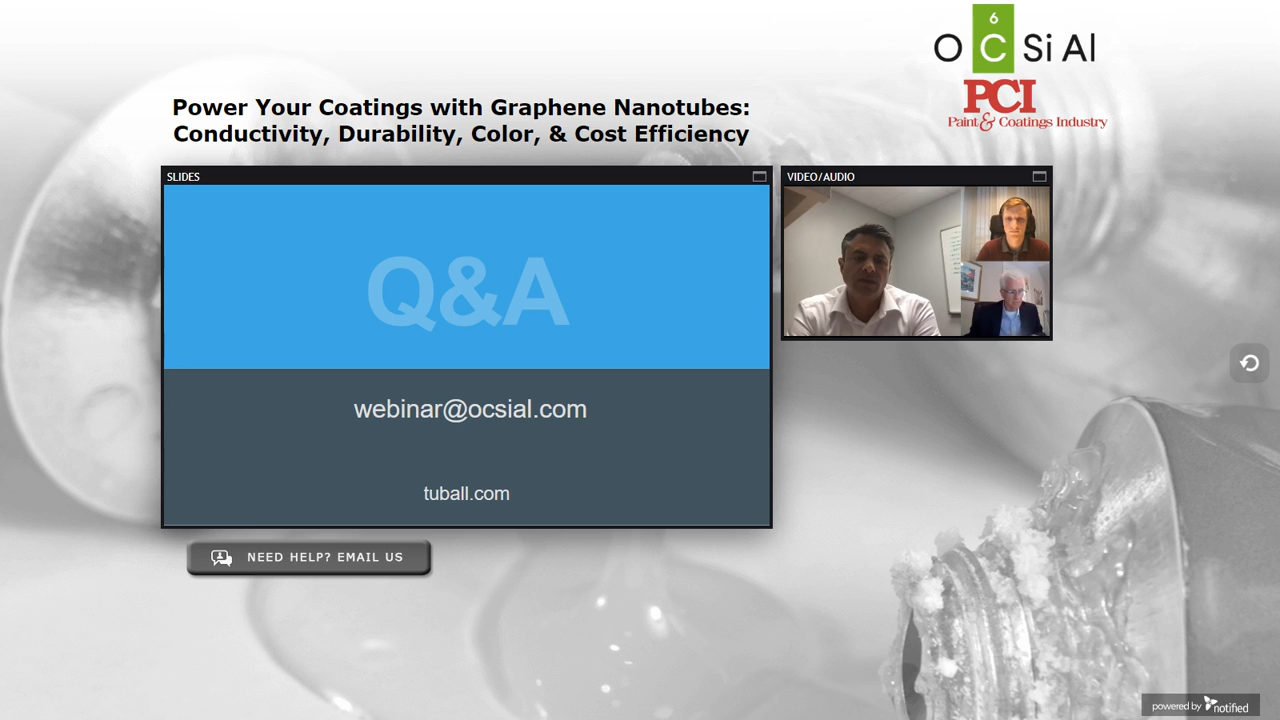 6
O C Si Al
PCI
Paint & Coatings Industry
Power Your Coatings with Graphene Nanotubes:
Conductivity, Durability, Color, & Cost Efficiency
SLIDES
VIDEO/AUDIO
Q&A
webinar@ocsial.com
tuball.com
NEED HELP? EMAIL US
powered by notified